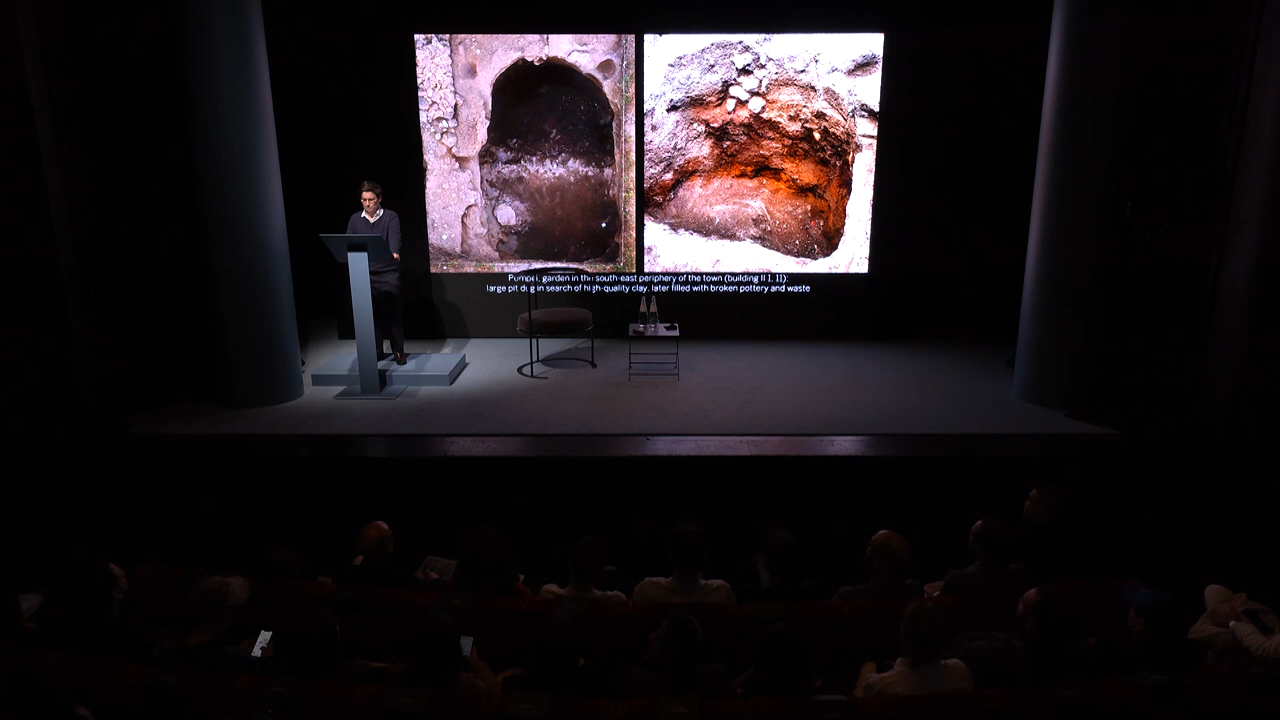 Pompei, garden in the south-east periphery of the town (building II 1, 11):
large pit dug in search of high-quality clay, later filled with broken pottery and waste